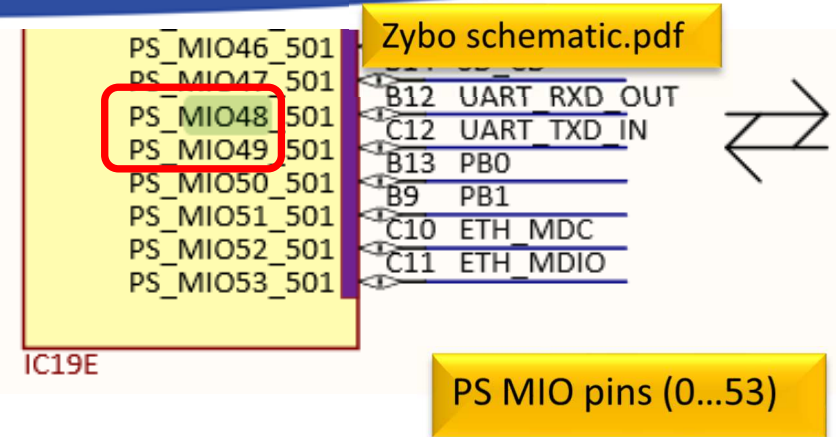 Zybo schematic.pdf
PS_MIO46_501
PS_MIO47_501
PS_MIO48_501 B12 UART_RXD_OUT
PS_MIO49_501 C12 UART_TXD_IN
PS_MIO50_501 B13 PB0
PS_MIO51_501 B9 PB1
PS_MIO52_501 C10 ETH_MDC
PS_MIO53_501 C11 ETH_MDIO
IC19E
PS MIO pins (0...53)